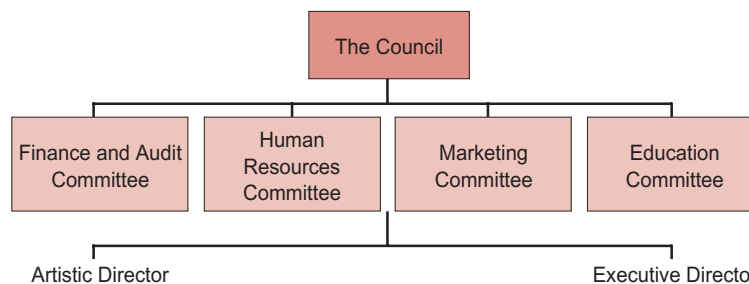 The Council
Finance and Audit
Committee
Human
Resources
Committee
Marketing
Committee
Education
Committee
Artistic Director
Executive Directo